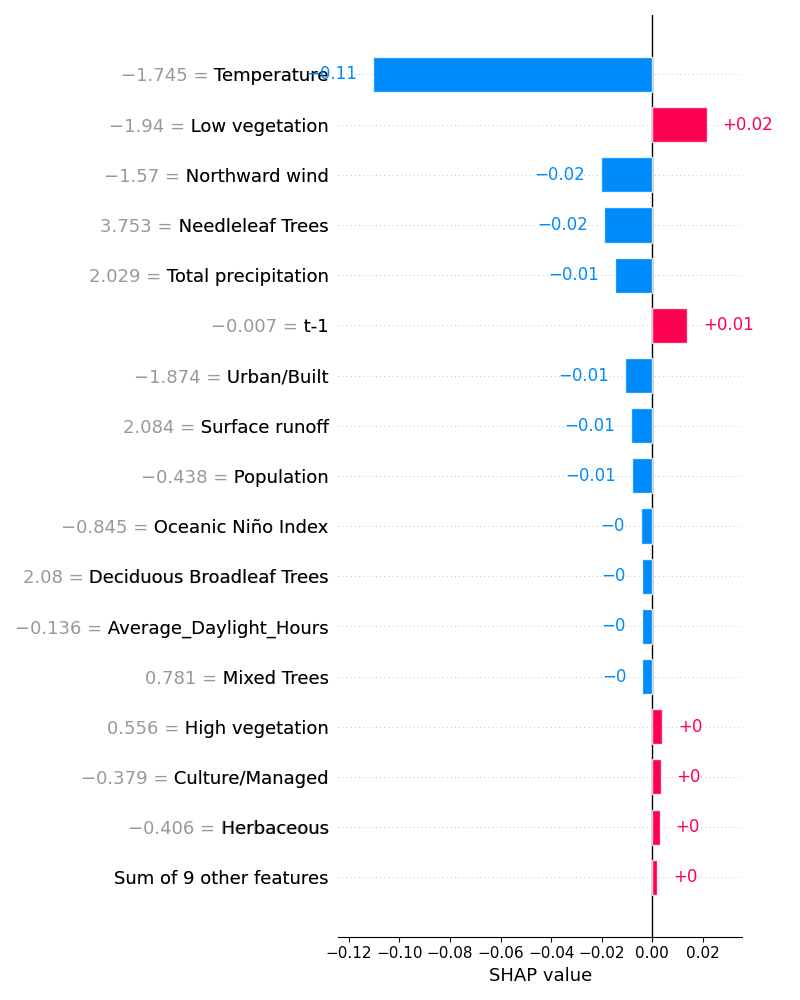 −1.745 = Temperature −0.11
−1.94 = Low vegetation +0.02
−1.57 = Northward wind −0.02
3.753 = Needleleaf Trees −0.02
2.029 = Total precipitation −0.01
−0.007 = t-1 +0.01
−1.874 = Urban/Built −0.01
2.084 = Surface runoff −0.01
−0.438 = Population −0.01
−0.845 = Oceanic Niño Index −0
2.08 = Deciduous Broadleaf Trees −0
−0.136 = Average_Daylight_Hours −0
0.781 = Mixed Trees −0
0.556 = High vegetation +0
−0.379 = Culture/Managed +0
−0.406 = Herbaceous +0
Sum of 9 other features +0
−0.12 −0.10 −0.08 −0.06 −0.04 −0.02 0.00 0.02
SHAP value